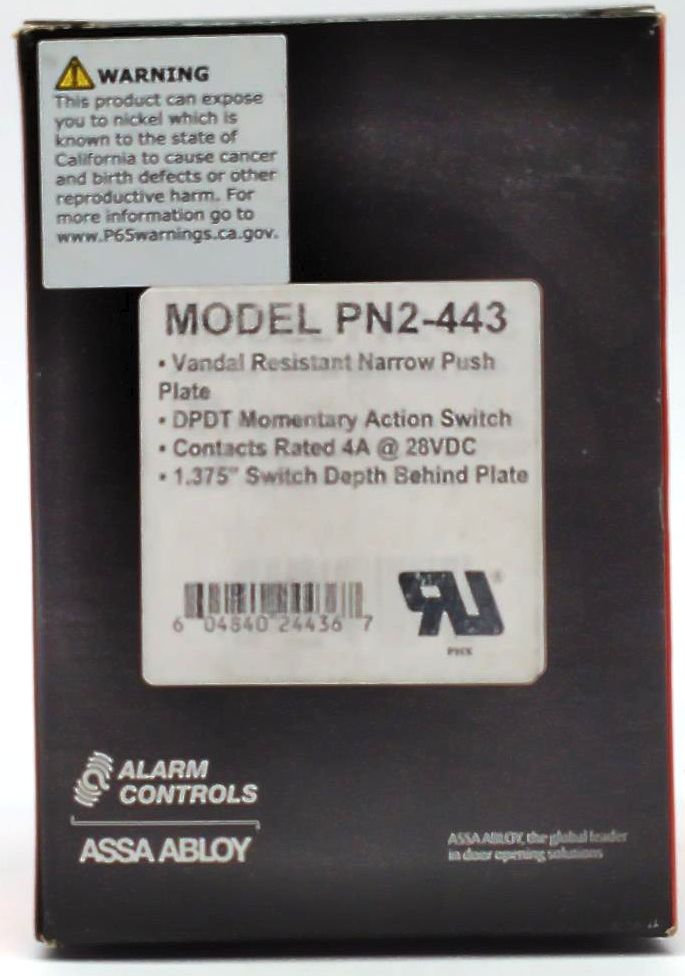 WARNING
This product can expose
you to nickel which is
known to the state of
California to cause cancer
and birth defects or other
reproductive harm. For
more information go to
www.P65warnings.ca.gov.
MODEL PN2-443
• Vandal Resistant Narrow Push
Plate
• DPDT Momentary Action Switch
• Contacts Rated 4A @ 28VDC
• 1.375" Switch Depth Behind Plate
6 04840 24436 7
ALARM
CONTROLS
ASSA ABLOY
ASSA ABLOY, the global leader
in door opening solutions